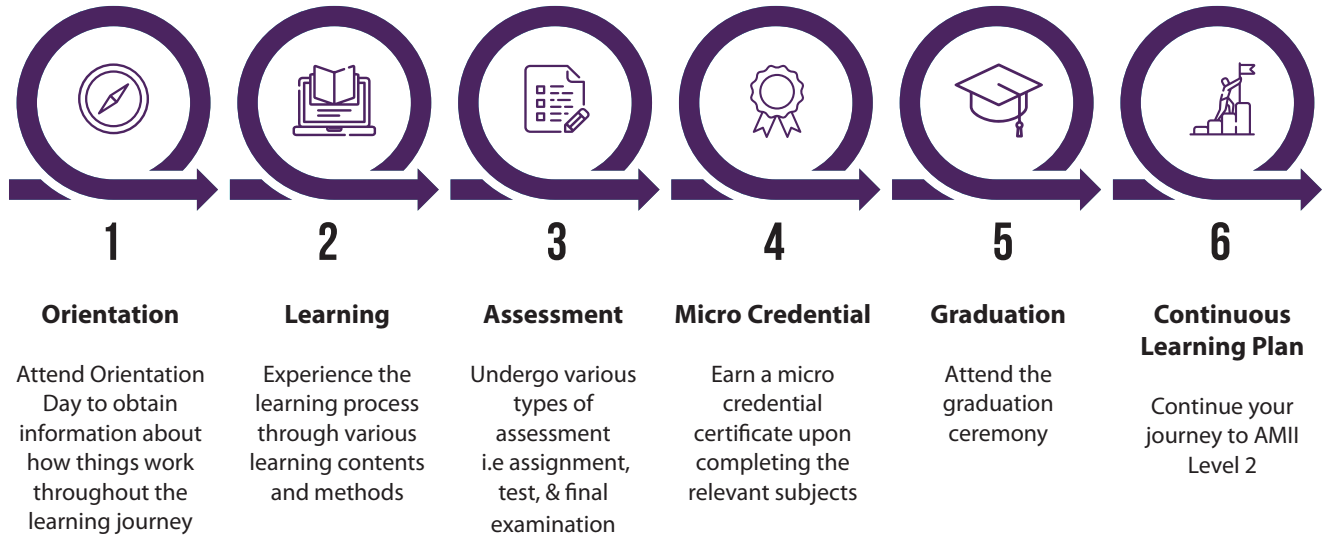 1
Orientation
Attend Orientation
Day to obtain
information about
how things work
throughout the
learning journey
2
Learning
Experience the
learning process
through various
learning contents
and methods
3
Assessment
Undergo various
types of
assessment
i.e assignment,
test, & final
examination
4
Micro Credential
Earn a micro
credential
certificate upon
completing the
relevant subjects
5
Graduation
Attend the
graduation
ceremony
6
Continuous
Learning Plan
Continue your
journey to AMII
Level 2